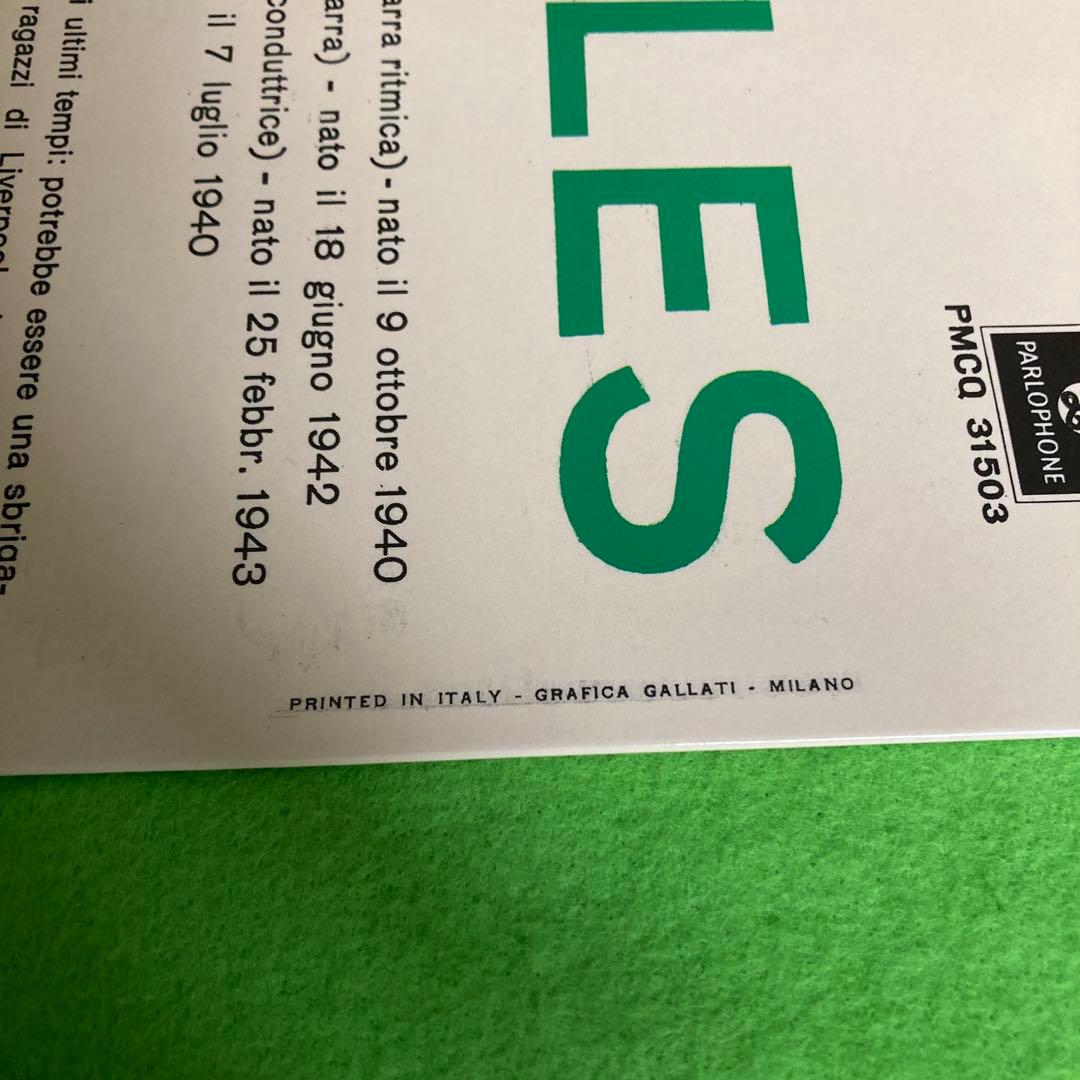 PARLOPHONE
PMCQ 31503
LES
ritmica) - nato il 9 ottobre 1940
- nato il 18 giugno 1942
conduttrice) - nato il 25 febbr. 1943
il 7 luglio 1940
ultimi tempi: potrebbe essere una sbriga-
ragazzi di
PRINTED IN ITALY - GRAFICA GALLATI - MILANO